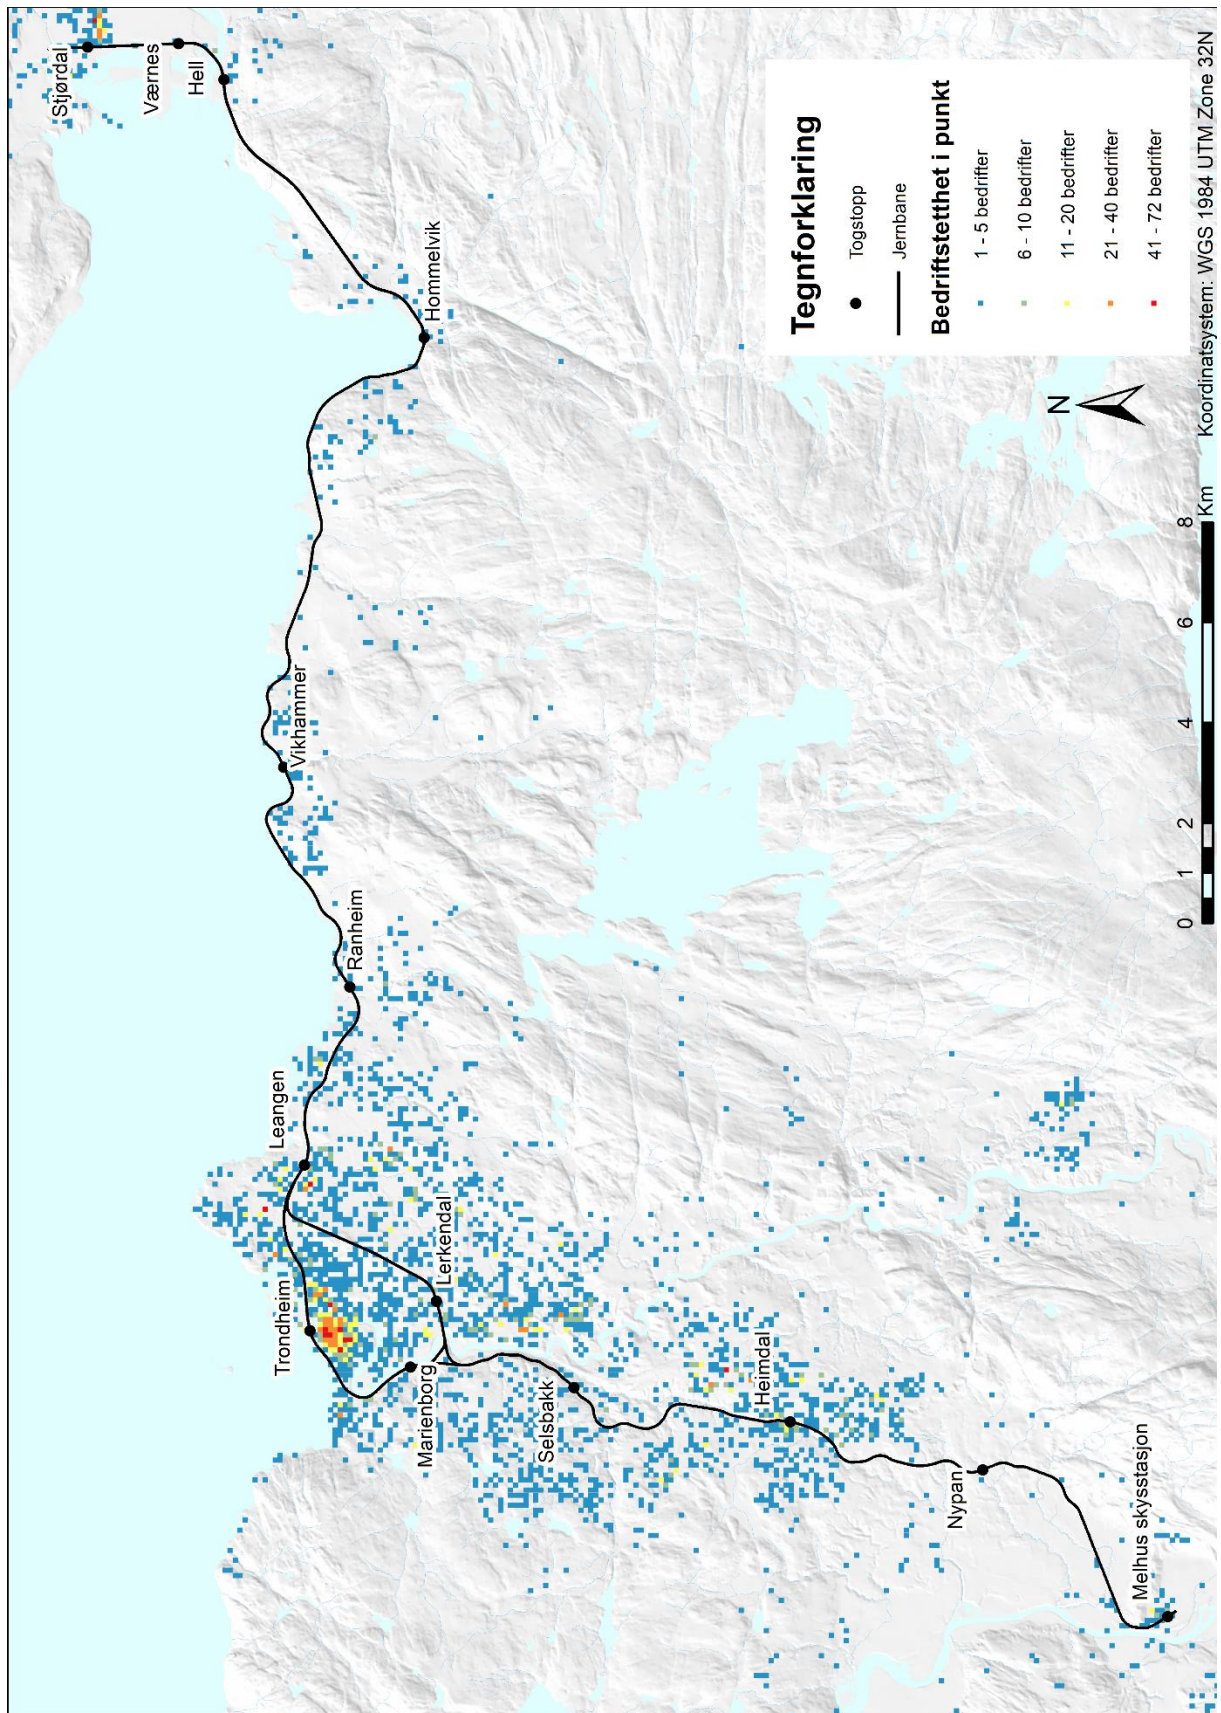 Stjørdal
Værnes
Hell
Hommelvik
Vikhammer
Ranheim
Leangen
Trondheim
Lerkendal
Marienborg
Selsbakk
Heimdal
Nypan
Melhus skysstasjon
Tegnforklaring
Togstopp
Jernbane
Bedriftstetthet i punkt
1 - 5 bedrifter
6 - 10 bedrifter
11 - 20 bedrifter
21 - 40 bedrifter
41 - 72 bedrifter
N
0 1 2 4 6 8
Km
Koordinatsystem: WGS 1984 UTM Zone 32N